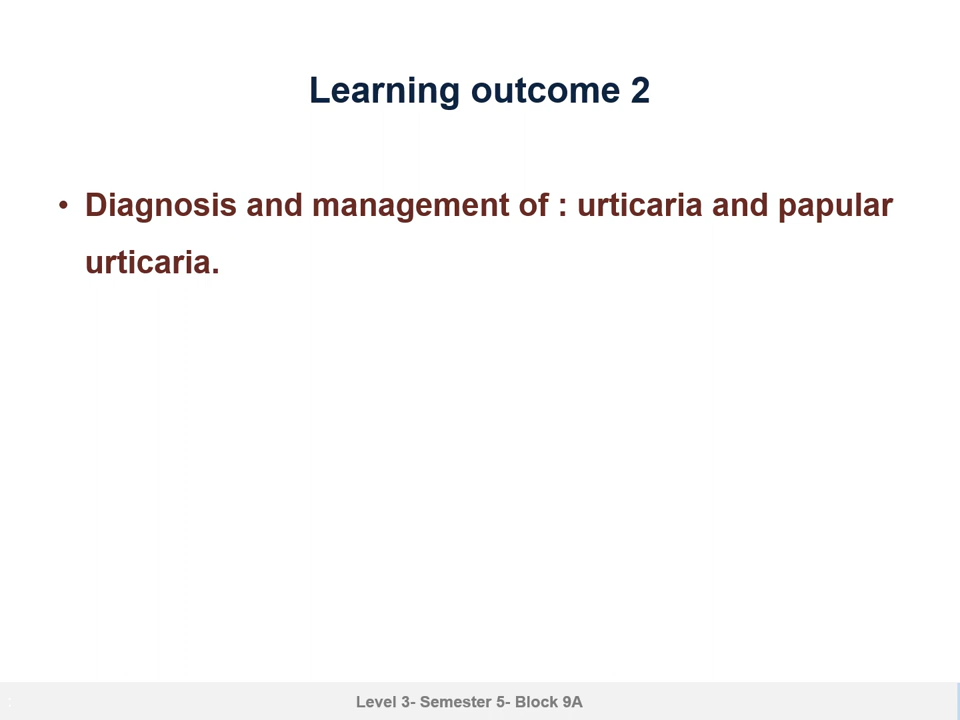 Learning outcome 2
• Diagnosis and management of : urticaria and papular
urticaria.
Level 3- Semester 5- Block 9A